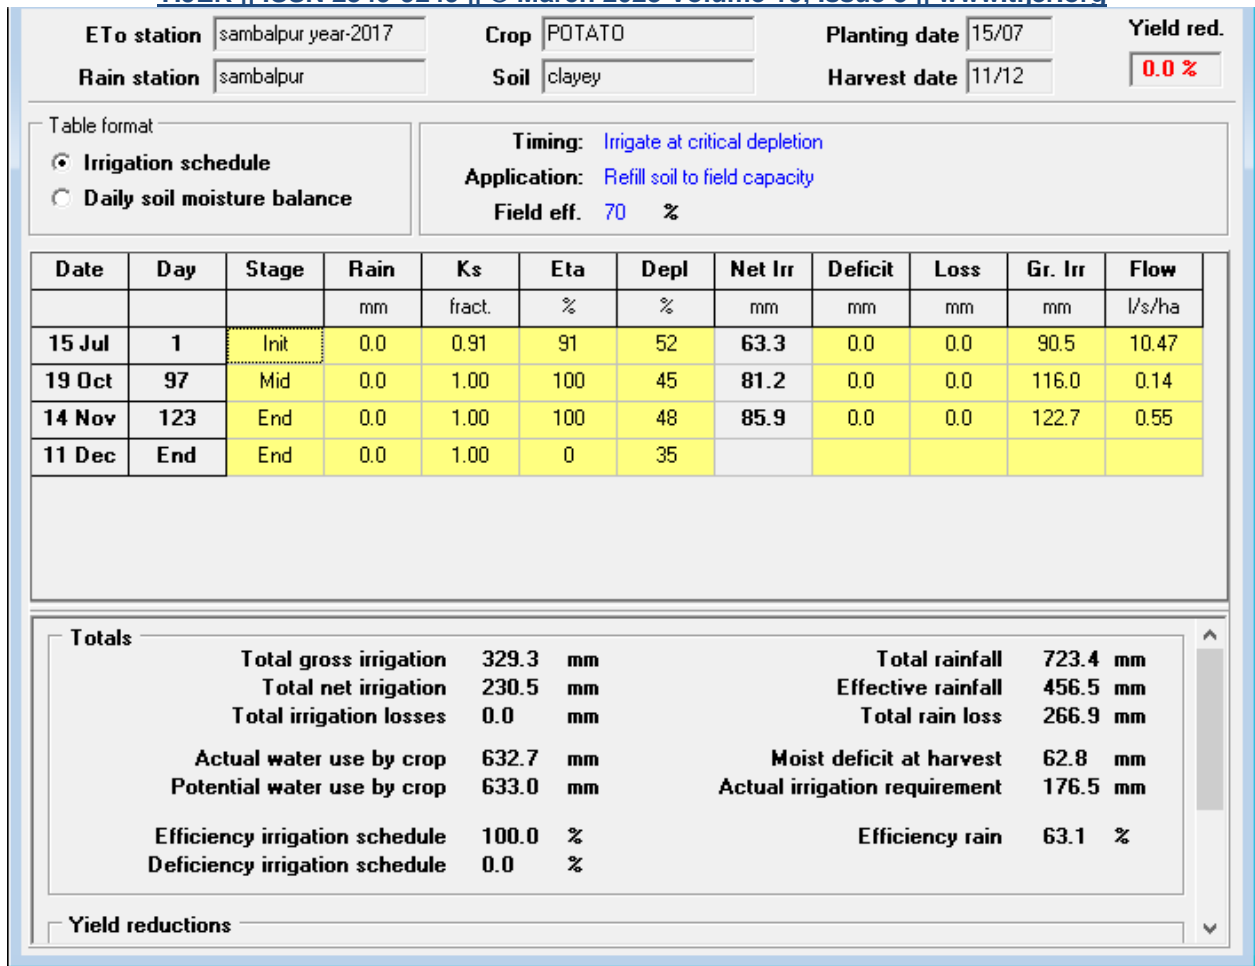 ETo station sambalpur year-2017 Crop POTATO Planting date 15/07 Yield red.
Rain station sambalpur Soil clayey Harvest date 11/12 0.0 %
Table format
Irrigation schedule
Daily soil moisture balance
Timing: Irrigate at critical depletion
Application: Refill soil to field capacity
Field eff. 70 %
Date Day Stage Rain Ks Eta Depl Net Irr Deficit Loss Gr. Irr Flow
mm fract. % % mm mm mm mm l/s/ha
15 Jul 1 Init 0.0 0.91 91 52 63.3 0.0 0.0 90.5 10.47
19 Oct 97 Mid 0.0 1.00 100 45 81.2 0.0 0.0 116.0 0.14
14 Nov 123 End 0.0 1.00 100 48 85.9 0.0 0.0 122.7 0.55
11 Dec End End 0.0 1.00 0 35
Totals
Total gross irrigation 329.3 mm Total rainfall 723.4 mm
Total net irrigation 230.5 mm Effective rainfall 456.5 mm
Total irrigation losses 0.0 mm Total rain loss 266.9 mm
Actual water use by crop 632.7 mm Moist deficit at harvest 62.8 mm
Potential water use by crop 633.0 mm Actual irrigation requirement 176.5 mm
Efficiency irrigation schedule 100.0 % Efficiency rain 63.1 %
Deficiency irrigation schedule 0.0 %
Yield reductions